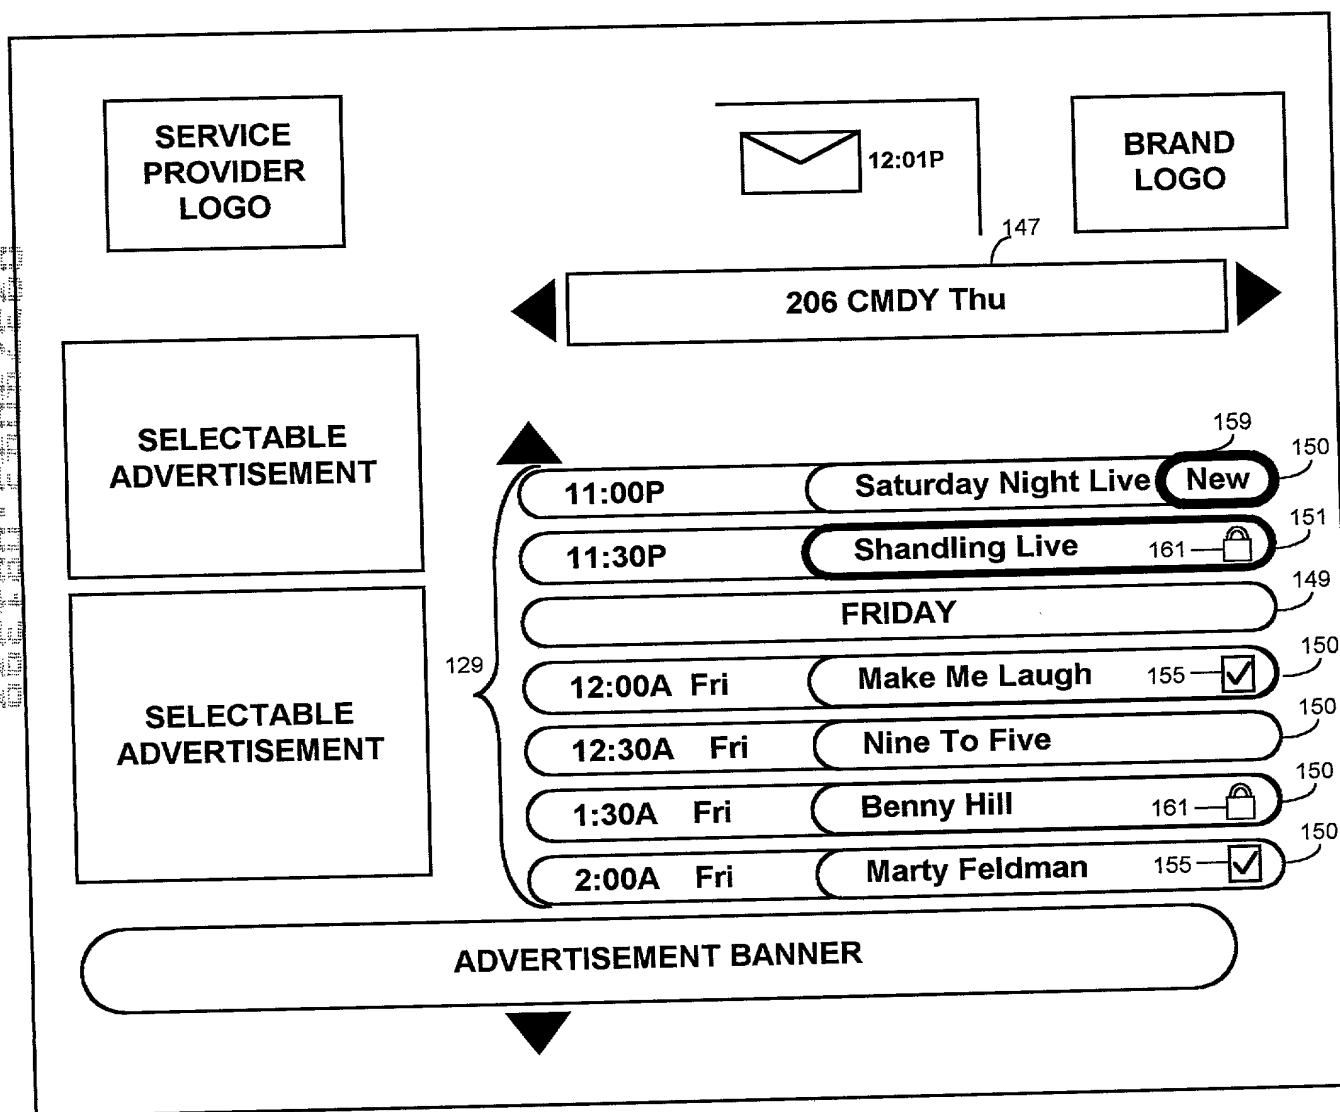 SERVICE
PROVIDER
LOGO
12:01P
BRAND
LOGO
147
206 CMDY Thu
SELECTABLE
ADVERTISEMENT
159
150
11:00P Saturday Night Live New
151
11:30P Shandling Live 161
149
FRIDAY
150
129
12:00A Fri Make Me Laugh 155
150
12:30A Fri Nine To Five
SELECTABLE
ADVERTISEMENT
150
1:30A Fri Benny Hill 161
150
2:00A Fri Marty Feldman 155
ADVERTISEMENT BANNER